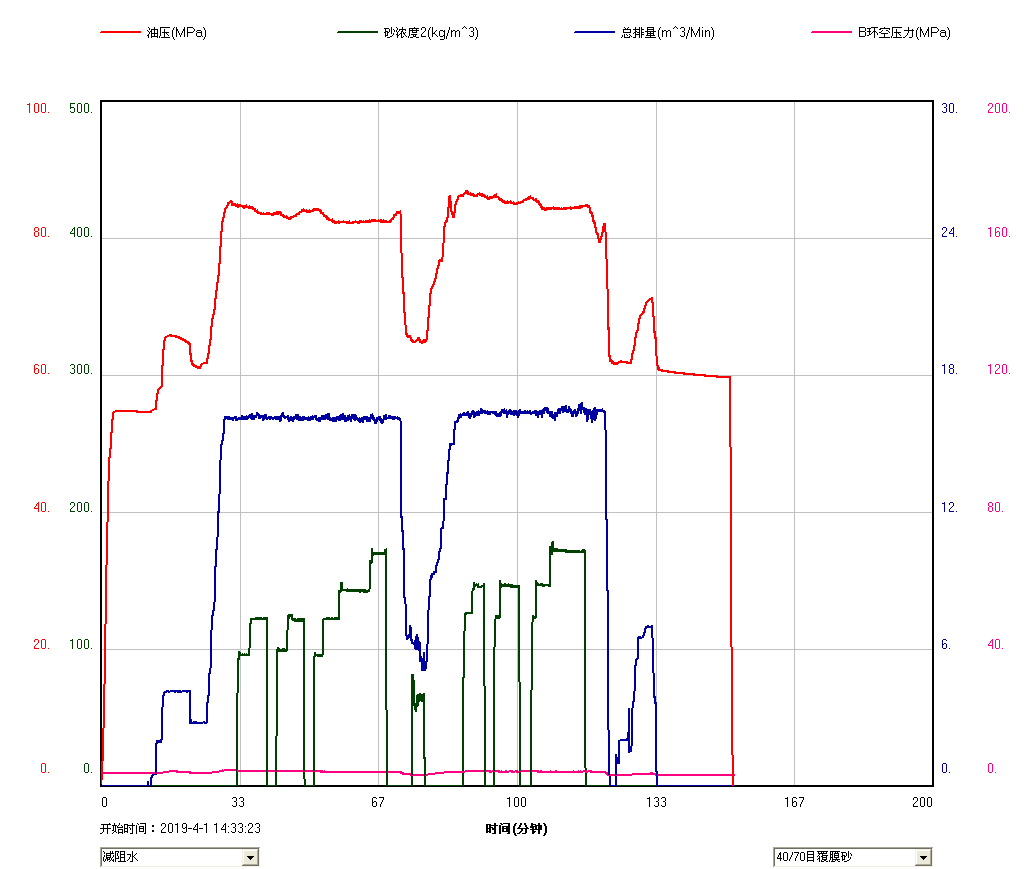 油压(MPa) 砂浓度2(kg/m^3) 总排量(m^3/Min) B环空压力(MPa)
100. 500. 30. 200.
80. 400. 24. 160.
60. 300. 18. 120.
40. 200. 12. 80.
20. 100. 6. 40.
0. 0. 0. 0.
0 33 67 100 133 167 200
开始时间：2019-4-1 14:33:23 时间(分钟)
减阻水 40/70目覆膜砂